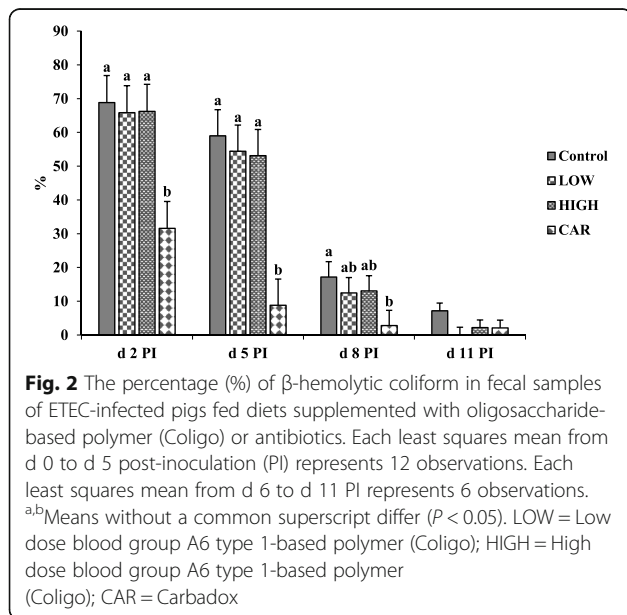 90
80
70
60
50
40
30
20
10
0
%
a a a b
a a a b
a ab ab b
d 2 PI d 5 PI d 8 PI d 11 PI
Control
LOW
HIGH
CAR
Fig. 2 The percentage (%) of β-hemolytic coliform in fecal samples
of ETEC-infected pigs fed diets supplemented with oligosaccharide-
based polymer (Coligo) or antibiotics. Each least squares mean from
d 0 to d 5 post-inoculation (PI) represents 12 observations. Each
least squares mean from d 6 to d 11 PI represents 6 observations.
a,bMeans without a common superscript differ (P < 0.05). LOW = Low
dose blood group A6 type 1-based polymer (Coligo); HIGH = High
dose blood group A6 type 1-based polymer
(Coligo); CAR = Carbadox